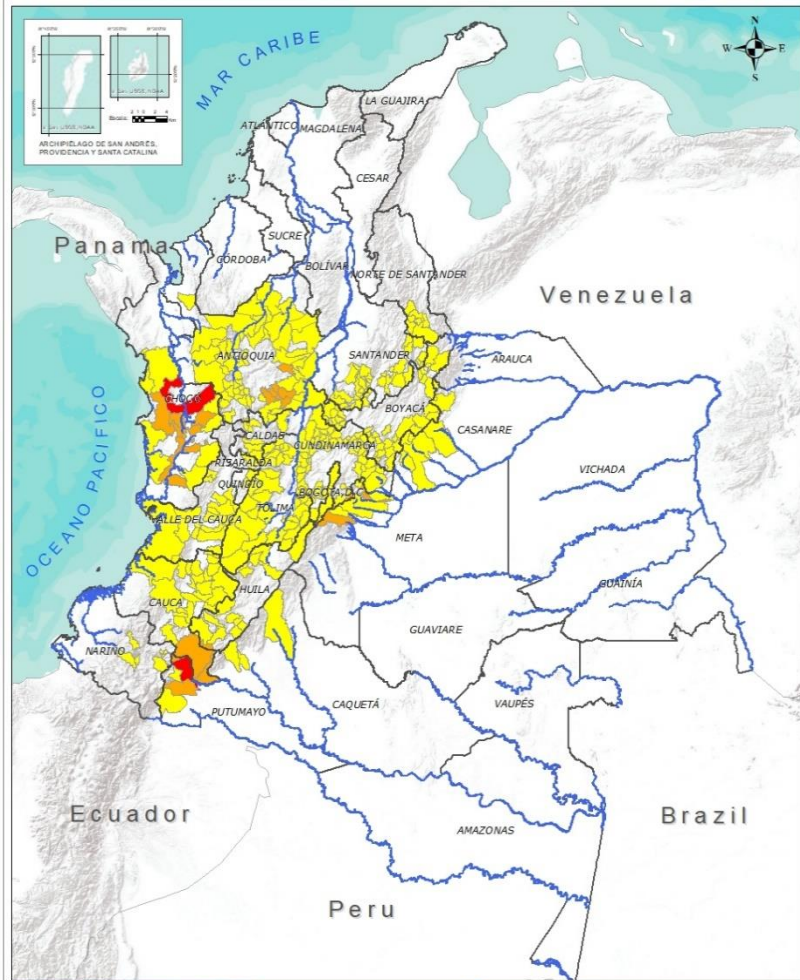 ARCHIPIÉLAGO DE SAN ANDRÉS,
PROVIDENCIA Y SANTA CATALINA
N
W
E
S
MAR CARIBE
LA GUAJIRA
ATLÁNTICO
MAGDALENA
CESAR
SUCRE
Panama
CÓRDOBA
BOLÍVAR
NORTE DE SANTANDER
Venezuela
ANTIOQUIA
SANTANDER
ARAUCA
CHOCÓ
BOYACÁ
OCEANO PACIFICO
CALDAS
CUNDINAMARCA
CASANARE
RISARALDA
VICHADA
QUINDIO
BOGOTA, D.C.
TOLIMA
VALLE DEL CAUCA
META
HUILA
GUAINÍA
CAUCA
GUAVIARE
NARIÑO
CAQUETÁ
VAUPÉS
PUTUMAYO
Ecuador
Brazil
AMAZONAS
Peru